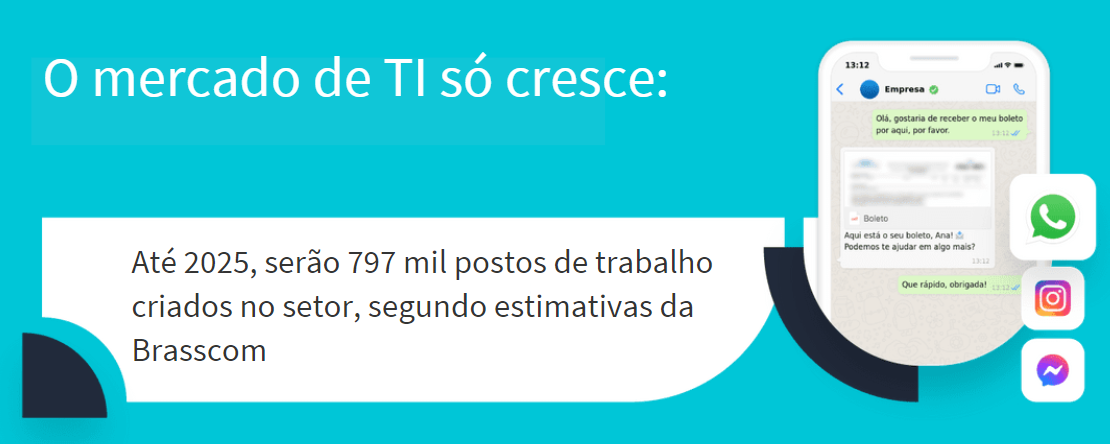 O mercado de TI só cresce:
Até 2025, serão 797 mil postos de trabalho
criados no setor, segundo estimativas da
Brasscom
13:12
Empresa
Olá, gostaria de receber o meu boleto
por aqui, por favor.
13:12
Boleto
Aqui está o seu boleto, Ana!
Podemos te ajudar em algo mais?
13:12
Que rápido, obrigada!
13:12